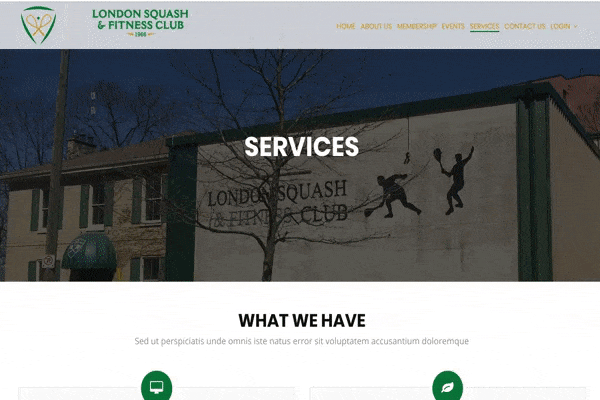 LONDON SQUASH
& FITNESS CLUB
1966
HOME ABOUT US MEMBERSHIP EVENTS SERVICES CONTACT US LOGIN
SERVICES
LONDON SQUASH
& FITNESS CLUB
WHAT WE HAVE
Sed ut perspiciatis unde omnis iste natus error sit voluptatem accusantium doloremque